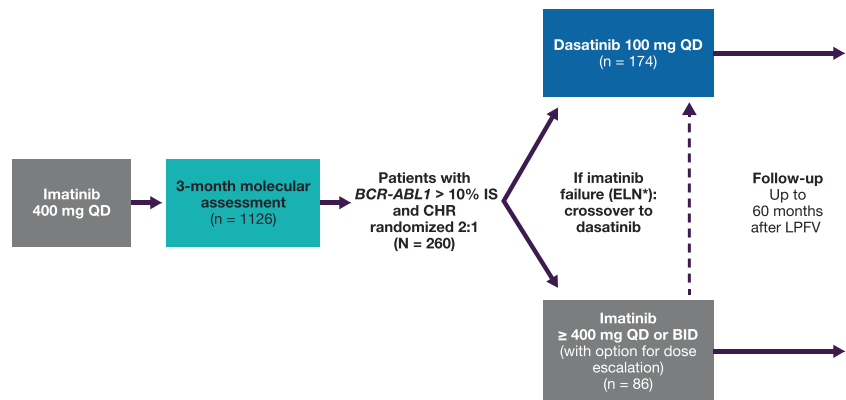 Imatinib
400 mg QD
3-month molecular
assessment
(n = 1126)
Patients with
BCR-ABL1 > 10% IS
and CHR
randomized 2:1
(N = 260)
Dasatinib 100 mg QD
(n = 174)
If imatinib
failure (ELN*):
crossover to
dasatinib
Imatinib
≥ 400 mg QD or BID
(with option for dose
escalation)
(n = 86)
Follow-up
Up to
60 months
after LPFV